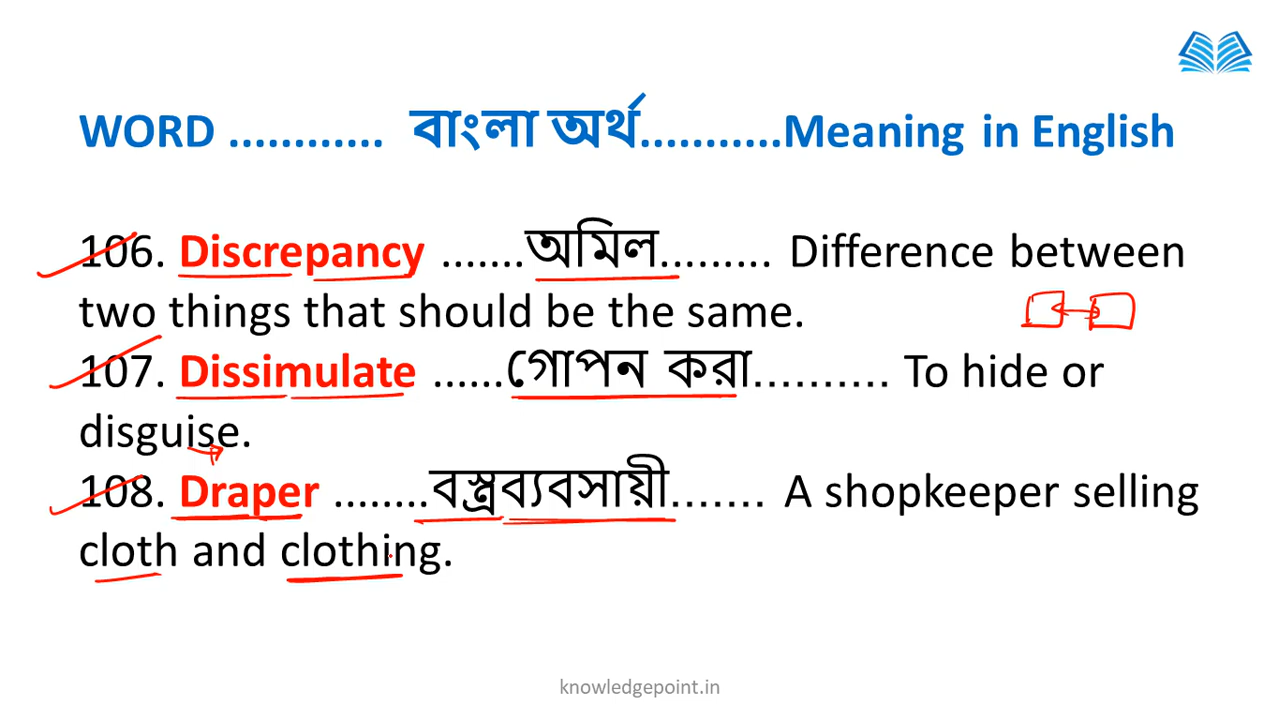 WORD ............ বাংলা অর্থ...........Meaning in English
106. Discrepancy .......অমিল......... Difference between
two things that should be the same.
107. Dissimulate ......গোপন করা.......... To hide or
disguise.
108. Draper ........বস্ত্রব্যবসায়ী....... A shopkeeper selling
cloth and clothing.
knowledgepoint.in